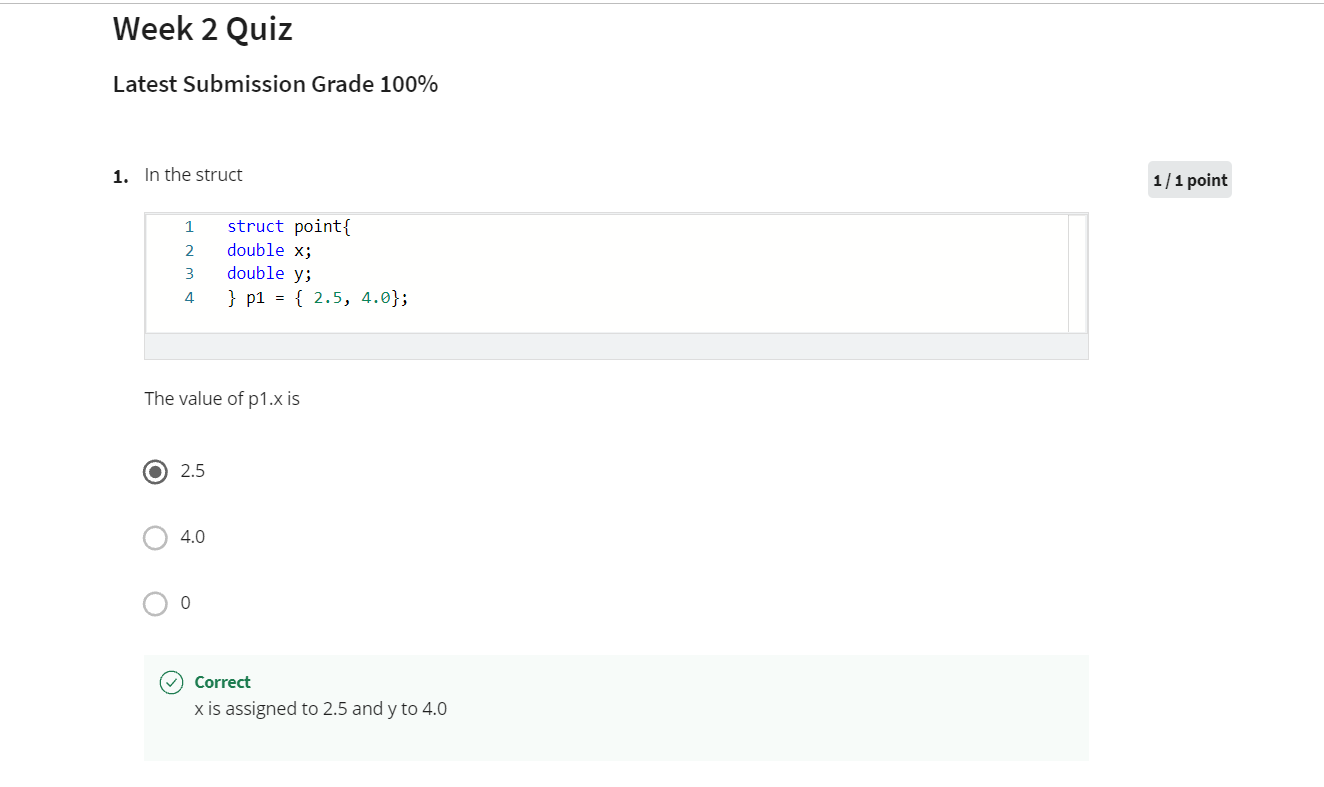 Week 2 Quiz
Latest Submission Grade 100%
1. In the struct
1 / 1 point
1 struct point{
2 double x;
3 double y;
4 } p1 = { 2.5, 4.0};
The value of p1.x is
2.5
4.0
0
Correct
x is assigned to 2.5 and y to 4.0